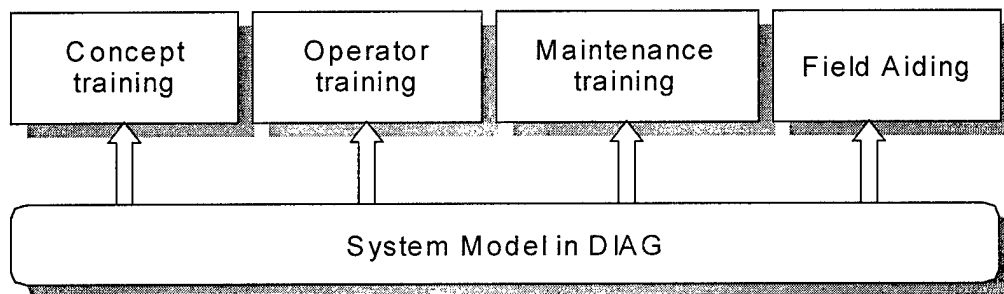 Concept
training
Operator
training
Maintenance
training
Field Aiding
System Model in DIAG